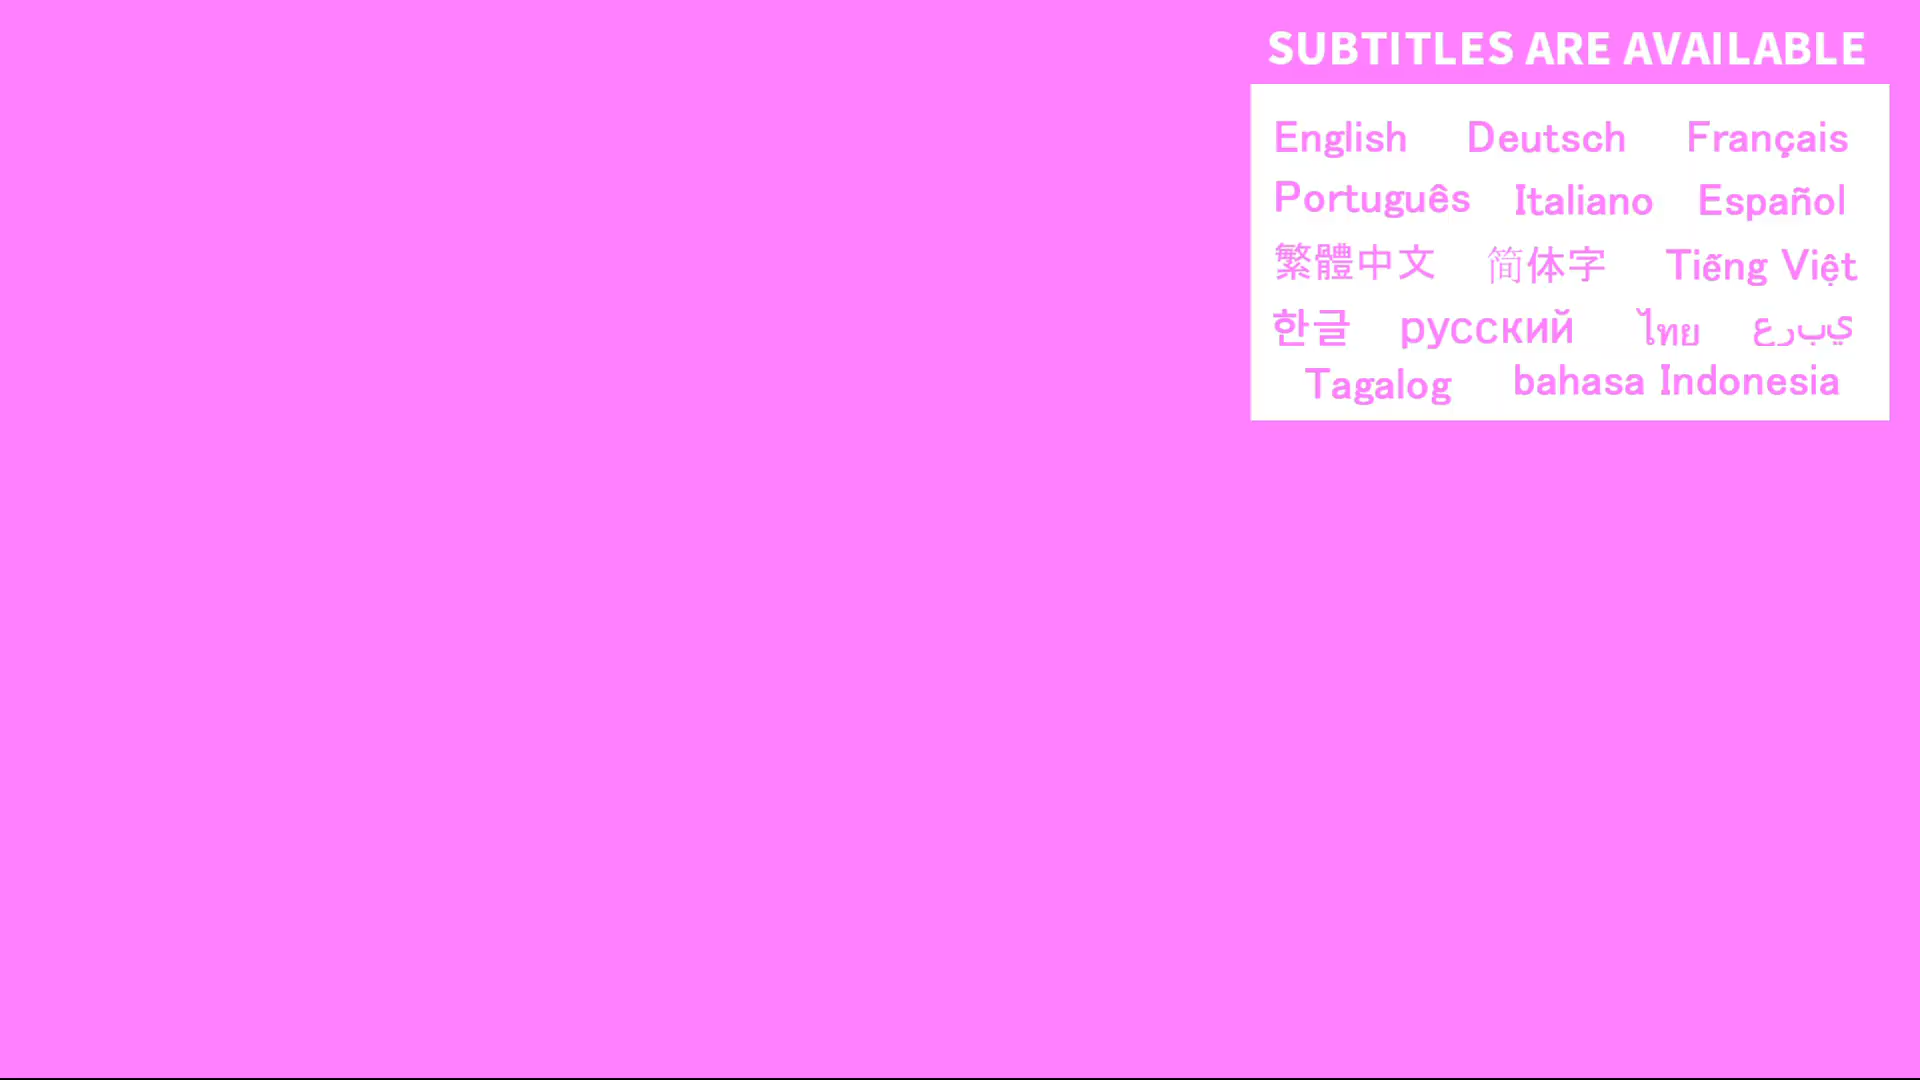 SUBTITLES ARE AVAILABLE
English Deutsch Français
Português Italiano Español
繁體中文 简体字 Tiếng Việt
한글 русский ไทย ع ر ب ي
Tagalog bahasa Indonesia